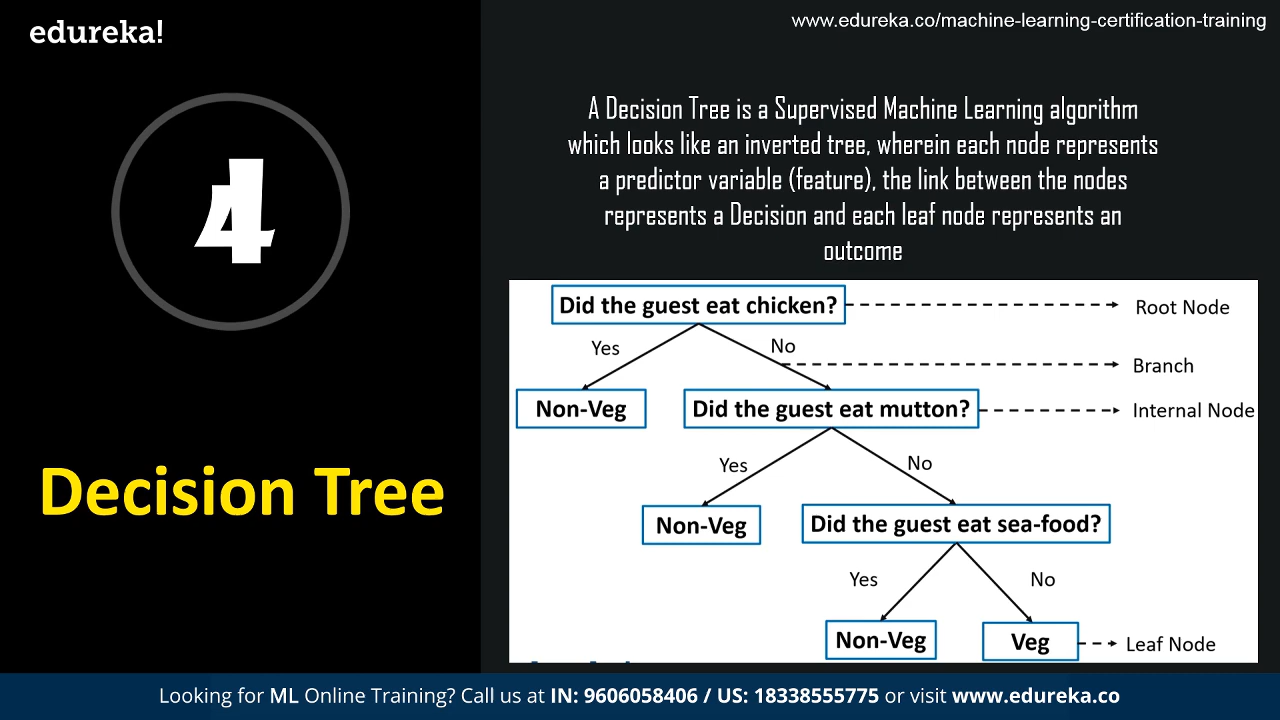 edureka!
www.edureka.co/machine-learning-certification-training
4
Decision Tree
A Decision Tree is a Supervised Machine Learning algorithm
which looks like an inverted tree, wherein each node represents
a predictor variable (feature), the link between the nodes
represents a Decision and each leaf node represents an
outcome
Did the guest eat chicken?
Root Node
Yes
No
Branch
Non-Veg
Did the guest eat mutton?
Internal Node
Yes
No
Non-Veg
Did the guest eat sea-food?
Yes
No
Non-Veg
Veg
Leaf Node
Looking for ML Online Training? Call us at IN: 9606058406 / US: 18338555775 or visit www.edureka.co